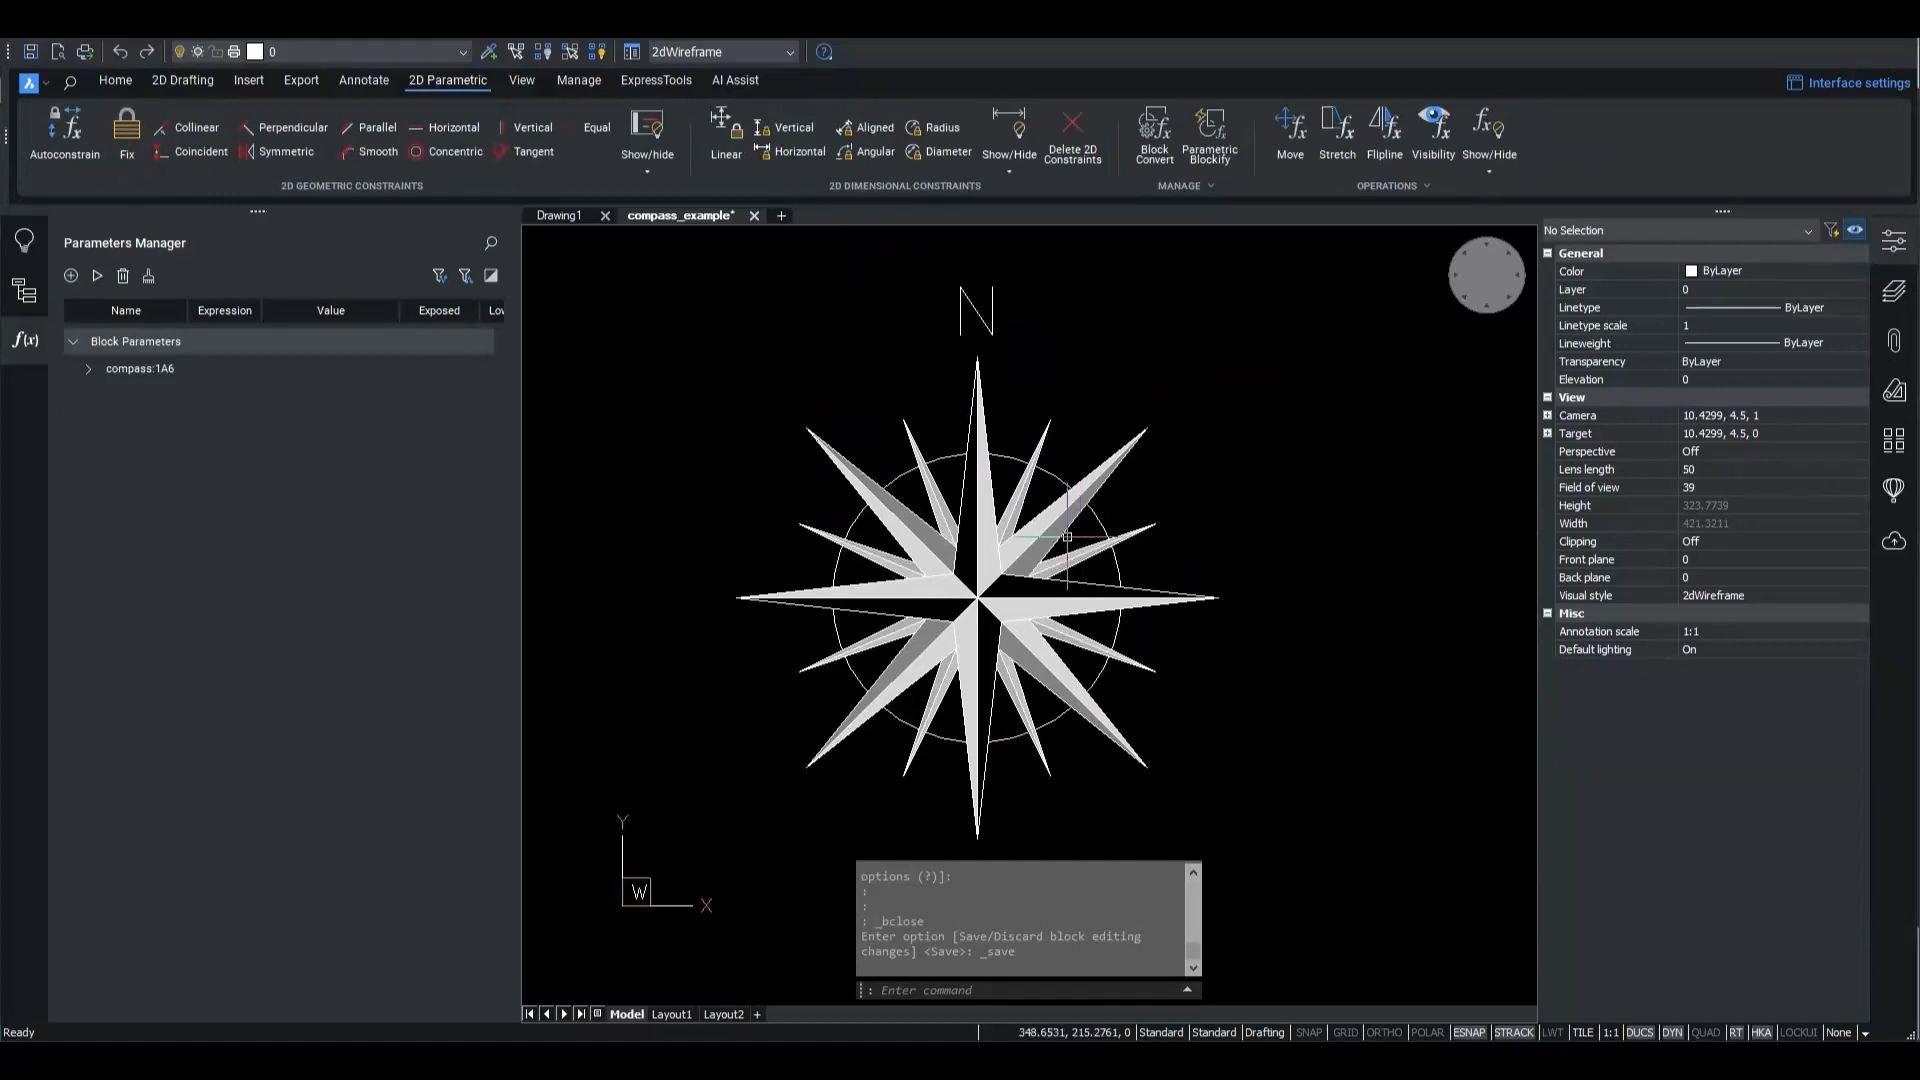 0
2dWireframe
Home 2D Drafting Insert Export Annotate 2D Parametric View Manage ExpressTools AI Assist
Interface settings
Collinear Perpendicular Parallel Horizontal Vertical Equal Vertical Aligned Radius
Autoconstrain Fix Coincident Symmetric Smooth Concentric Tangent Show/hide Linear Horizontal Angular Diameter Show/Hide Delete 2D Constraints Block Convert Parametric Blockify Move Stretch Flipline Visibility Show/Hide
2D GEOMETRIC CONSTRAINTS 2D DIMENSIONAL CONSTRAINTS MANAGE OPERATIONS
Drawing1 compass_example*
Parameters Manager
Name Expression Value Exposed Lov
Block Parameters
compass:1A6
f(x)
N
Y
W
X
options (?)]:
:
:
: _bclose
Enter option [Save/Discard block editing
changes] <Save>: _save
: Enter command
Model Layout1 Layout2 +
No Selection
General
Color ByLayer
Layer 0
Linetype ByLayer
Linetype scale 1
Lineweight ByLayer
Transparency ByLayer
Elevation 0
View
Camera 10.4299, 4.5, 1
Target 10.4299, 4.5, 0
Perspective Off
Lens length 50
Field of view 39
Height 323.7739
Width 421.3211
Clipping Off
Front plane 0
Back plane 0
Visual style 2dWireframe
Misc
Annotation scale 1:1
Default lighting On
Ready
348.6531, 215.2761, 0 Standard Standard Drafting SNAP GRID ORTHO POLAR ESNAP STRACK LWT TILE 1:1 DUCS DYN QUAD RT HKA LOCKUI None